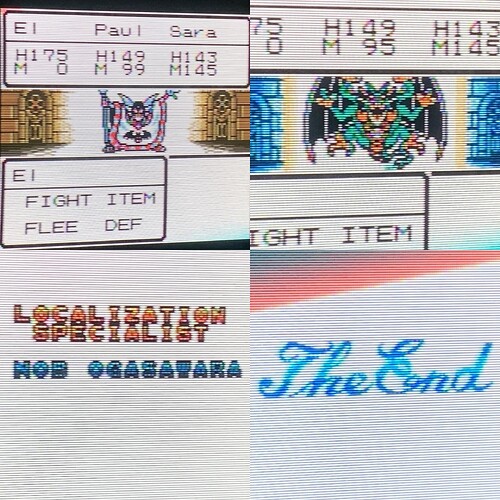 El Paul Sara
H175 H149 H143
M 0 M 99 M145
El
FIGHT ITEM
FLEE DEF
75 H149 H143
0 M 95 M145
IGHT ITEM
LOCALIZATION
SPECIALIST
NOB OGASAWARA
The End